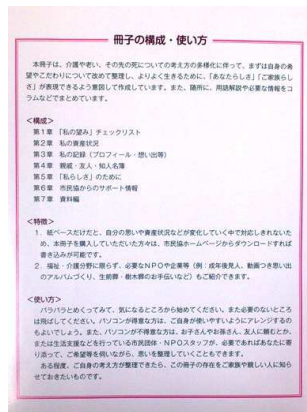 冊子の構成・使い方
本冊子は、介護や老い、その先の死についての考え方の多様化に伴って、まずは自身の希
望やこだわりについて改めて整理し、よりよく生きるために、「あなたらしさ」「ご家族らし
さ」が表現できるよう意図して作成しています。また、随所に、用語解説や必要な情報をコ
ラムなどでまとめています。
<構成>
第1章 「私の望み」チェックリスト
第2章 私の資産状況
第3章 私の記録（プロフィール・想い出等）
第4章 親戚・友人・知人名簿
第5章 「私らしさ」のために
第6章 市民協からのサポート情報
第7章 資料編
<特徴>
1．紙ベースだけだと、自分の思いや資産状況などが変化していく中で対応しきれないた
め、本冊子を購入していただいた方々は、市民協ホームページからダウンロードすれば
書き込みが可能です。
2．福祉・介護分野に限らず、必要なNPOや企業等（例：成年後見人、動画つき思い出
のアルバムづくり、生前葬・樹木葬のお手伝い）もご紹介できます。
<使い方>
パラパラとめくってみて、気になるところから始めてください。また必要のないところ
は飛ばしてください。パソコンが得意な方は、ご自身が使いやすいようにアレンジするの
もよいでしょう。また、パソコンが不得意な方は、お子さんやお孫さん、友人に頼むとか、
または生活支援などを行っている市民団体・NPOスタッフが、必要であればあなたに寄
り添って、ご希望等を伺いながら、思いを整理していくこともできます。
ある程度、ご自身の考え方が整理できたら、この冊子の存在をご家族や親しい人に知ら
せておきたいものです。